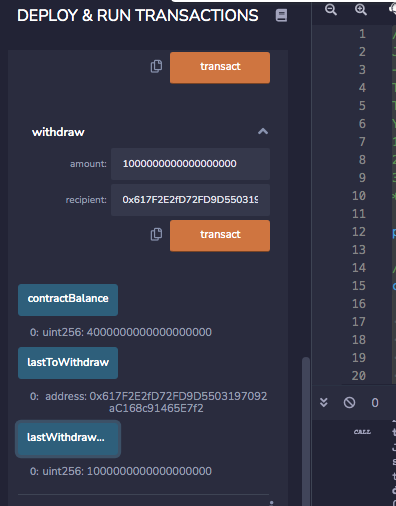 DEPLOY & RUN TRANSACTIONS
transact
withdraw
amount: 1000000000000000000
recipient: 0x617F2E2fD72FD9D550319
transact
contractBalance
0: uint256: 4000000000000000000
lastToWithdraw
0: address: 0x617F2E2fD72FD9D5503197092
aC168c91465E7f2
lastWithdraw...
0: uint256: 1000000000000000000
1
2
3
4
5
6
7
8
9
10
11
12
13
14
15
16
17
18
19
20
0
CALL